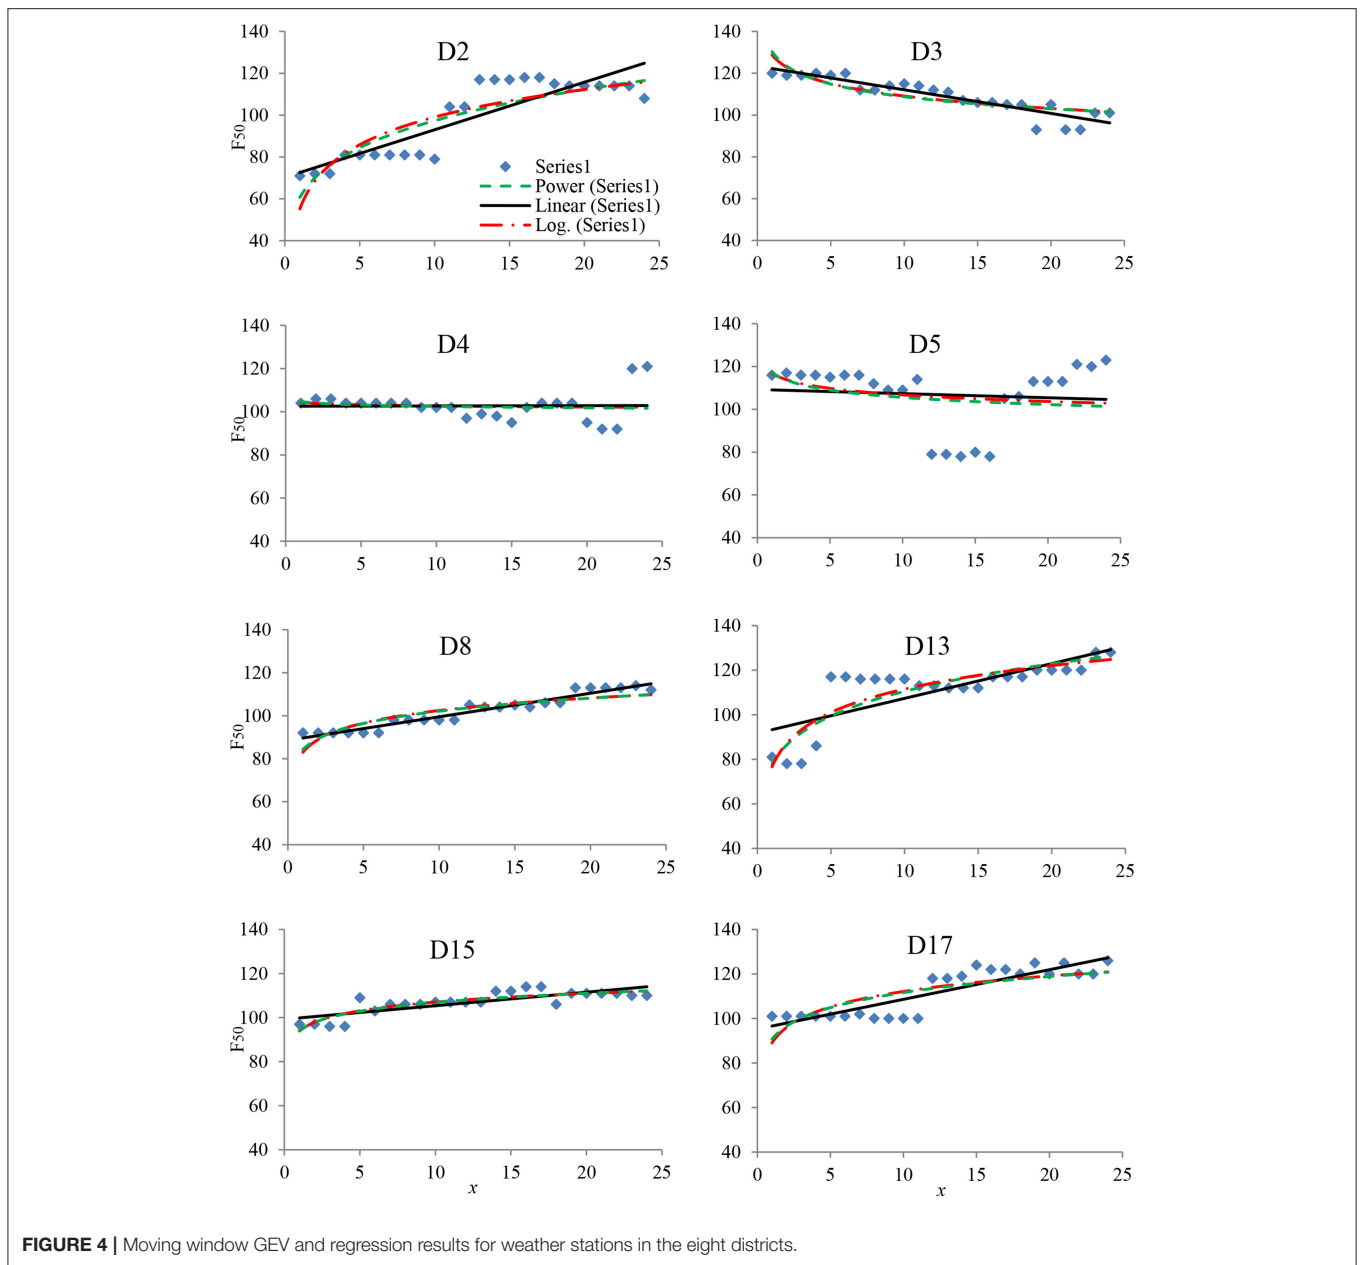 D2
140
120
100
80
60
40
F50
Series1
Power (Series1)
Linear (Series1)
Log. (Series1)
0 5 10 15 20 25
D3
140
120
100
80
60
40
0 5 10 15 20 25
D4
140
120
100
80
60
40
F50
0 5 10 15 20 25
D5
140
120
100
80
60
40
0 5 10 15 20 25
D8
140
120
100
80
60
40
F50
0 5 10 15 20 25
D13
140
120
100
80
60
40
0 5 10 15 20 25
D15
140
120
100
80
60
40
F50
0 5 10 15 20 25
x
D17
140
120
100
80
60
40
0 5 10 15 20 25
x
FIGURE 4 | Moving window GEV and regression results for weather stations in the eight districts.